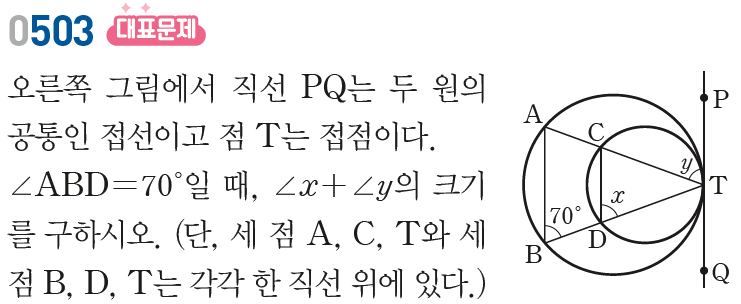 0503 대표문제
오른쪽 그림에서 직선 PQ는 두 원의
공통인 접선이고 점 T는 접점이다.
∠ABD=70°일 때, ∠x+∠y의 크기
를 구하시오. (단, 세 점 A, C, T와 세
점 B, D, T는 각각 한 직선 위에 있다.)
P
A
C
y
T
x
70°
D
B
Q